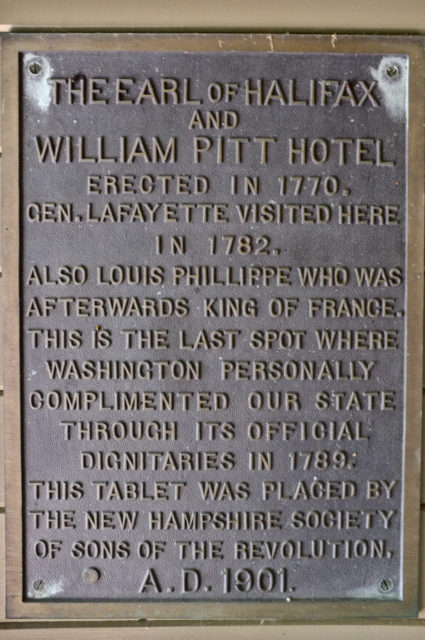 THE EARL OF HALIFAX
AND
WILLIAM PITT HOTEL
ERECTED IN 1770.
GEN. LAFAYETTE VISITED HERE
IN 1782.
ALSO LOUIS PHILLIPPE WHO WAS
AFTERWARDS KING OF FRANCE.
THIS IS THE LAST SPOT WHERE
WASHINGTON PERSONALLY
COMPLIMENTED OUR STATE
THROUGH ITS OFFICIAL
DIGNITARIES IN 1789.
THIS TABLET WAS PLACED BY
THE NEW HAMPSHIRE SOCIETY
OF SONS OF THE REVOLUTION.
A.D. 1901.